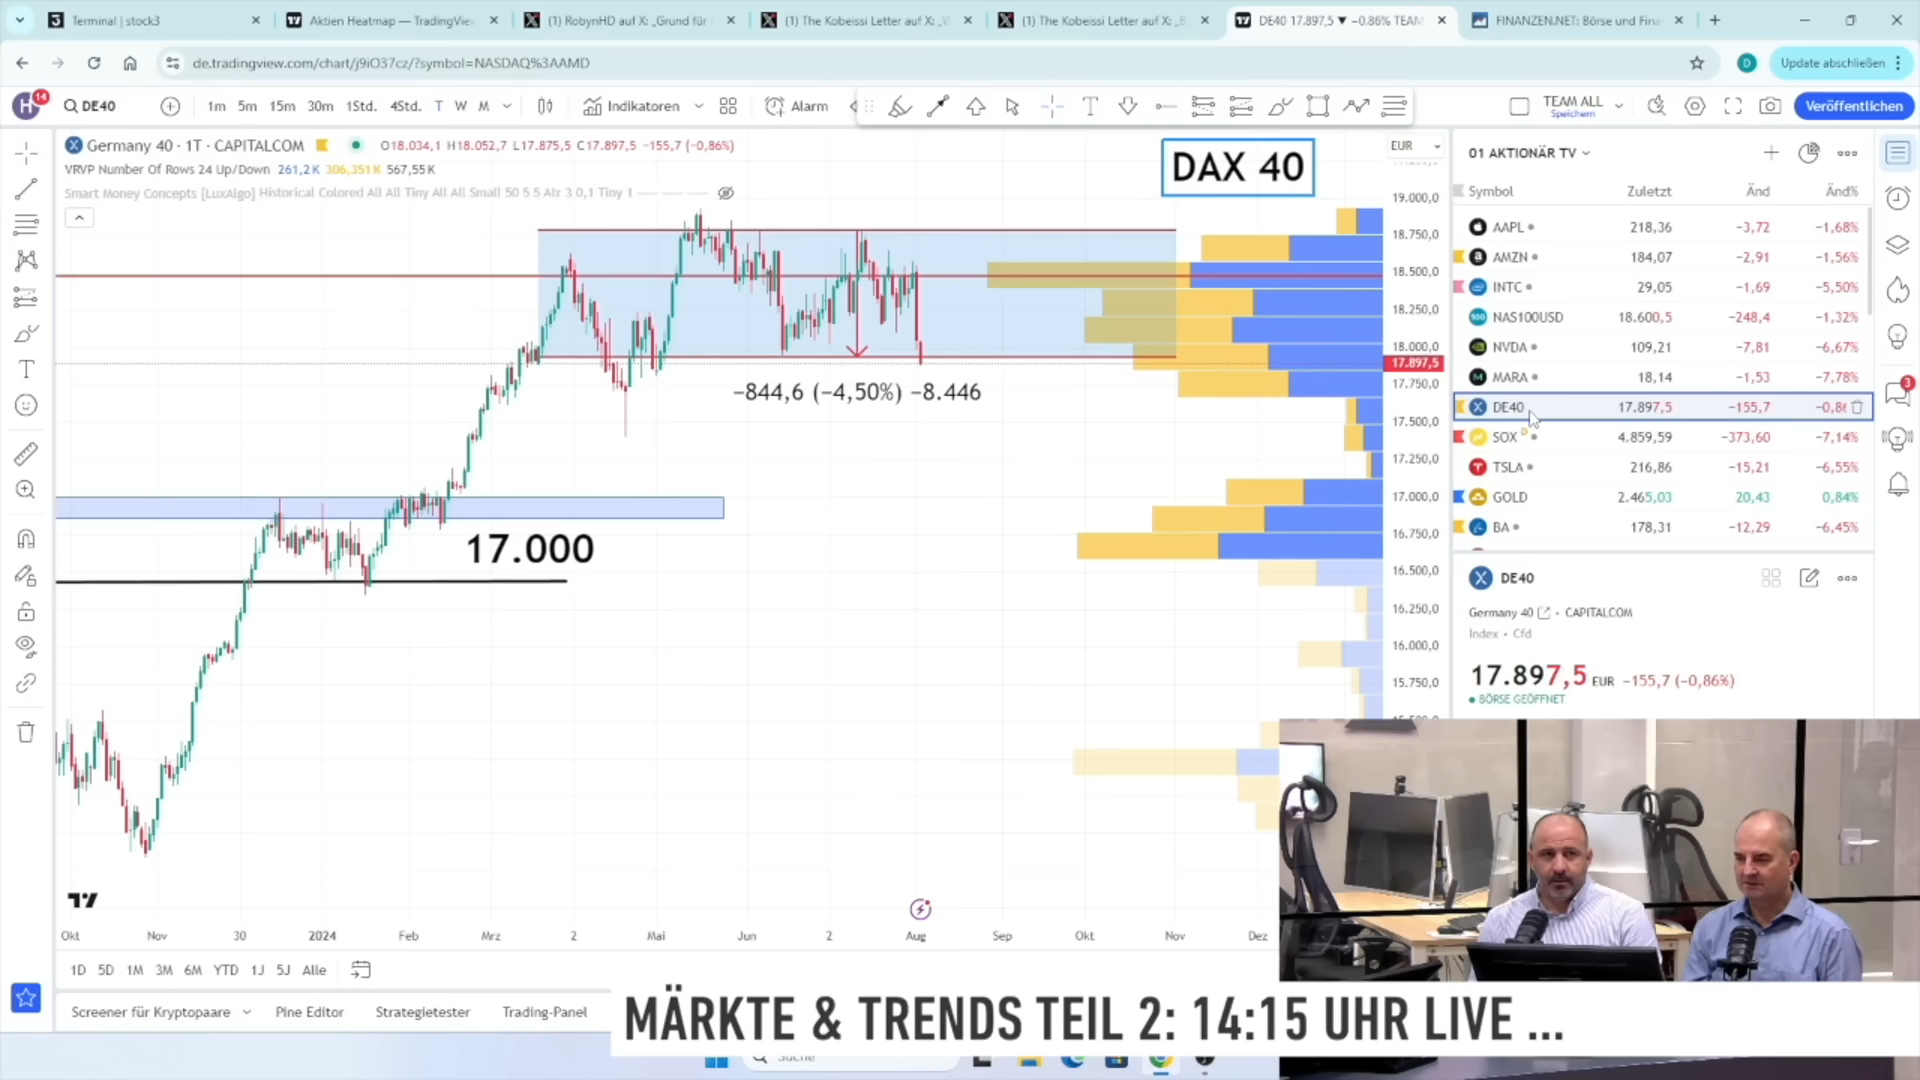 Terminal | stock3
Aktien Heatmap — TradingView
(1) RobynHD auf X: „Grund für
(1) The Kobeissi Letter auf X:
(1) The Kobeissi Letter auf X:
DE40 17.897,5 ▼ −0.86% TEAM
FINANZEN.NET: Börse und Fina
de.tradingview.com/chart/j9iO37cz/?symbol=NASDAQ%3AAMD
Update abschließen
H 14
DE40
1m 5m 15m 30m 1Std. 4Std. T W M
Indikatoren
Alarm
TEAM ALL
Speichern
Veröffentlichen
Germany 40 · 1T · CAPITALCOM
O18.034,1 H18.052,7 L17.875,5 C17.897,5 −155,7 (−0,86%)
VRVP Number Of Rows 24 Up/Down 261,2K 306,351K 567,55K
Smart Money Concepts [LuxAlgo] Historical Colored All All Tiny All All Small 50 5 5 Atr 3 0,1 Tiny 1
DAX 40
EUR
19.000,0
18.750,0
18.500,0
18.250,0
18.000,0
17.897,5
17.750,0
17.500,0
17.250,0
17.000,0
16.750,0
16.500,0
16.250,0
16.000,0
15.750,0
−844,6 (−4,50%) −8.446
17.000
Okt Nov 30 2024 Feb Mrz 2 Mai Jun 2 Aug Sep Okt Nov Dez
1D 5D 1M 3M 6M YTD 1J 5J Alle
Screener für Kryptopaare Pine Editor Strategietester Trading-Panel
01 AKTIONÄR TV
Symbol Zuletzt Änd Änd%
AAPL 218,36 −3,72 −1,68%
AMZN 184,07 −2,91 −1,56%
INTC 29,05 −1,69 −5,50%
NAS100USD 18.600,5 −248,4 −1,32%
NVDA 109,21 −7,81 −6,67%
MARA 18,14 −1,53 −7,78%
DE40 17.897,5 −155,7 −0,86
SOX D 4.859,59 −373,60 −7,14%
TSLA 216,86 −15,21 −6,55%
GOLD 2.465,03 20,43 0,84%
BA 178,31 −12,29 −6,45%
3
DE40
Germany 40 · CAPITALCOM
Index • Cfd
17.897,5 EUR −155,7 (−0,86%)
BÖRSE GEÖFFNET
MÄRKTE & TRENDS TEIL 2: 14:15 UHR LIVE ...
Suche